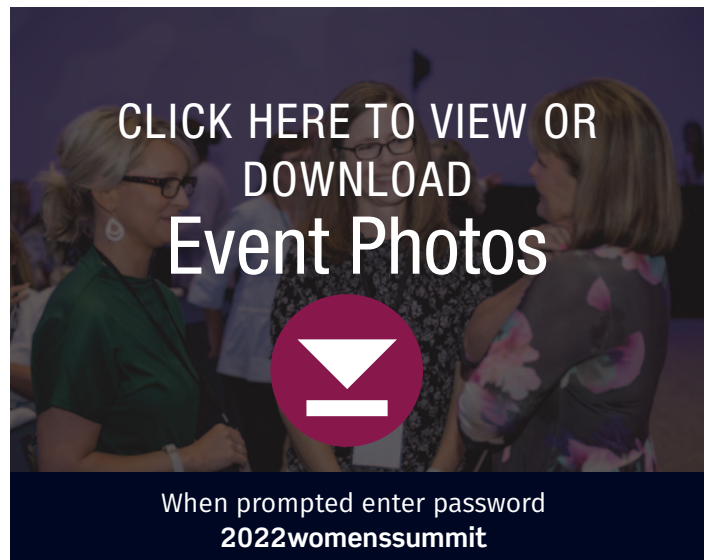 CLICK HERE TO VIEW OR
DOWNLOAD
Event Photos
When prompted enter password
2022womenssummit